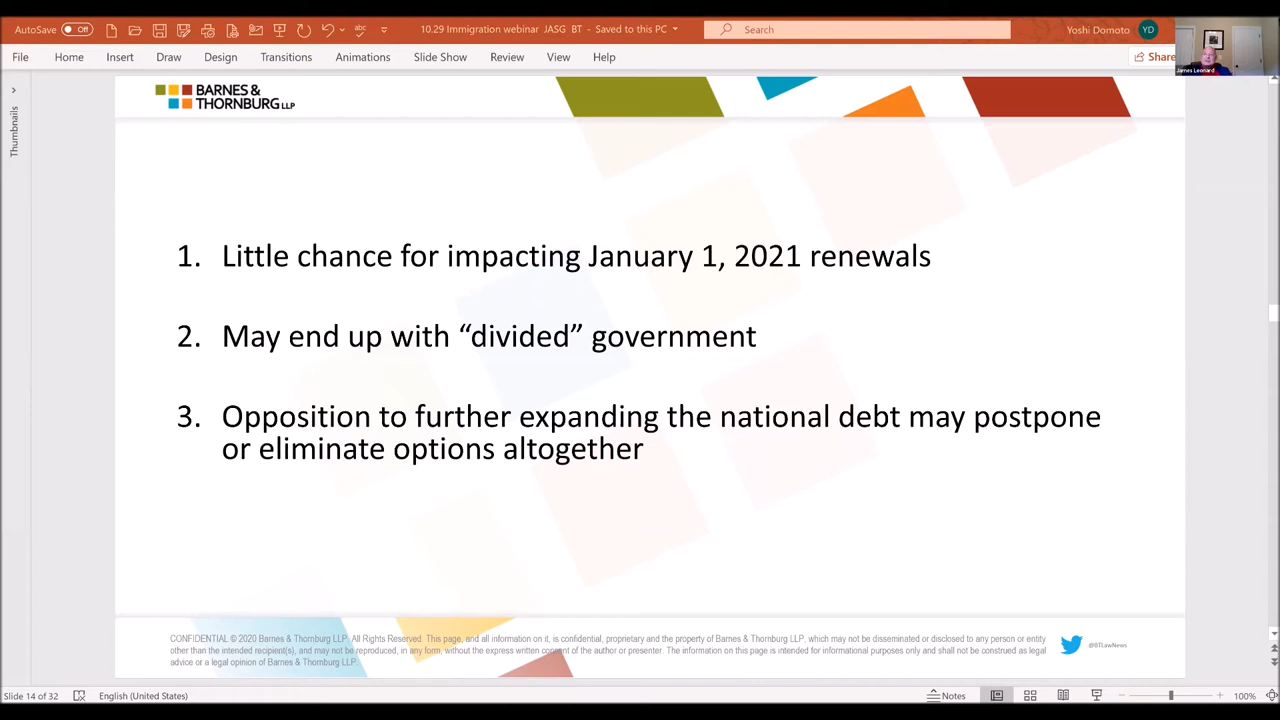 AutoSave Off 10.29 Immigration webinar JASG BT - Saved to this PC Search Yoshi Domoto YD
File Home Insert Draw Design Transitions Animations Slide Show Review View Help Share
James Leonard
Thumbnails
BARNES &
THORNBURG LLP
1. Little chance for impacting January 1, 2021 renewals
2. May end up with “divided” government
3. Opposition to further expanding the national debt may postpone
or eliminate options altogether
CONFIDENTIAL © 2020 Barnes & Thornburg LLP. All Rights Reserved. This page, and all information on it, is confidential, proprietary and the property of Barnes & Thornburg LLP, which may not be disseminated or disclosed to any person or entity
other than the intended recipient(s), and may not be reproduced, in any form, without the express written consent of the author or presenter. The information on this page is intended for informational purposes only and shall not be construed as legal
advice or a legal opinion of Barnes & Thornburg LLP.
@BTLawNews
Slide 14 of 32 English (United States) Notes 100%